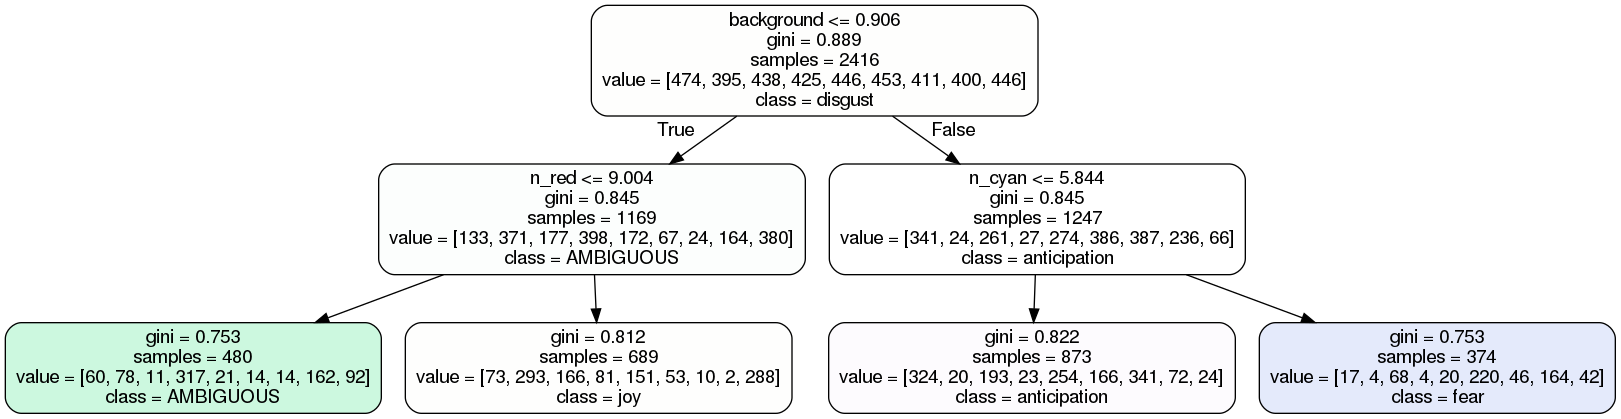 background <= 0.906
gini = 0.889
samples = 2416
value = [474, 395, 438, 425, 446, 453, 411, 400, 446]
class = disgust
True
False
n_red <= 9.004
gini = 0.845
samples = 1169
value = [133, 371, 177, 398, 172, 67, 24, 164, 380]
class = AMBIGUOUS
n_cyan <= 5.844
gini = 0.845
samples = 1247
value = [341, 24, 261, 27, 274, 386, 387, 236, 66]
class = anticipation
gini = 0.753
samples = 480
value = [60, 78, 11, 317, 21, 14, 14, 162, 92]
class = AMBIGUOUS
gini = 0.812
samples = 689
value = [73, 293, 166, 81, 151, 53, 10, 2, 288]
class = joy
gini = 0.822
samples = 873
value = [324, 20, 193, 23, 254, 166, 341, 72, 24]
class = anticipation
gini = 0.753
samples = 374
value = [17, 4, 68, 4, 20, 220, 46, 164, 42]
class = fear